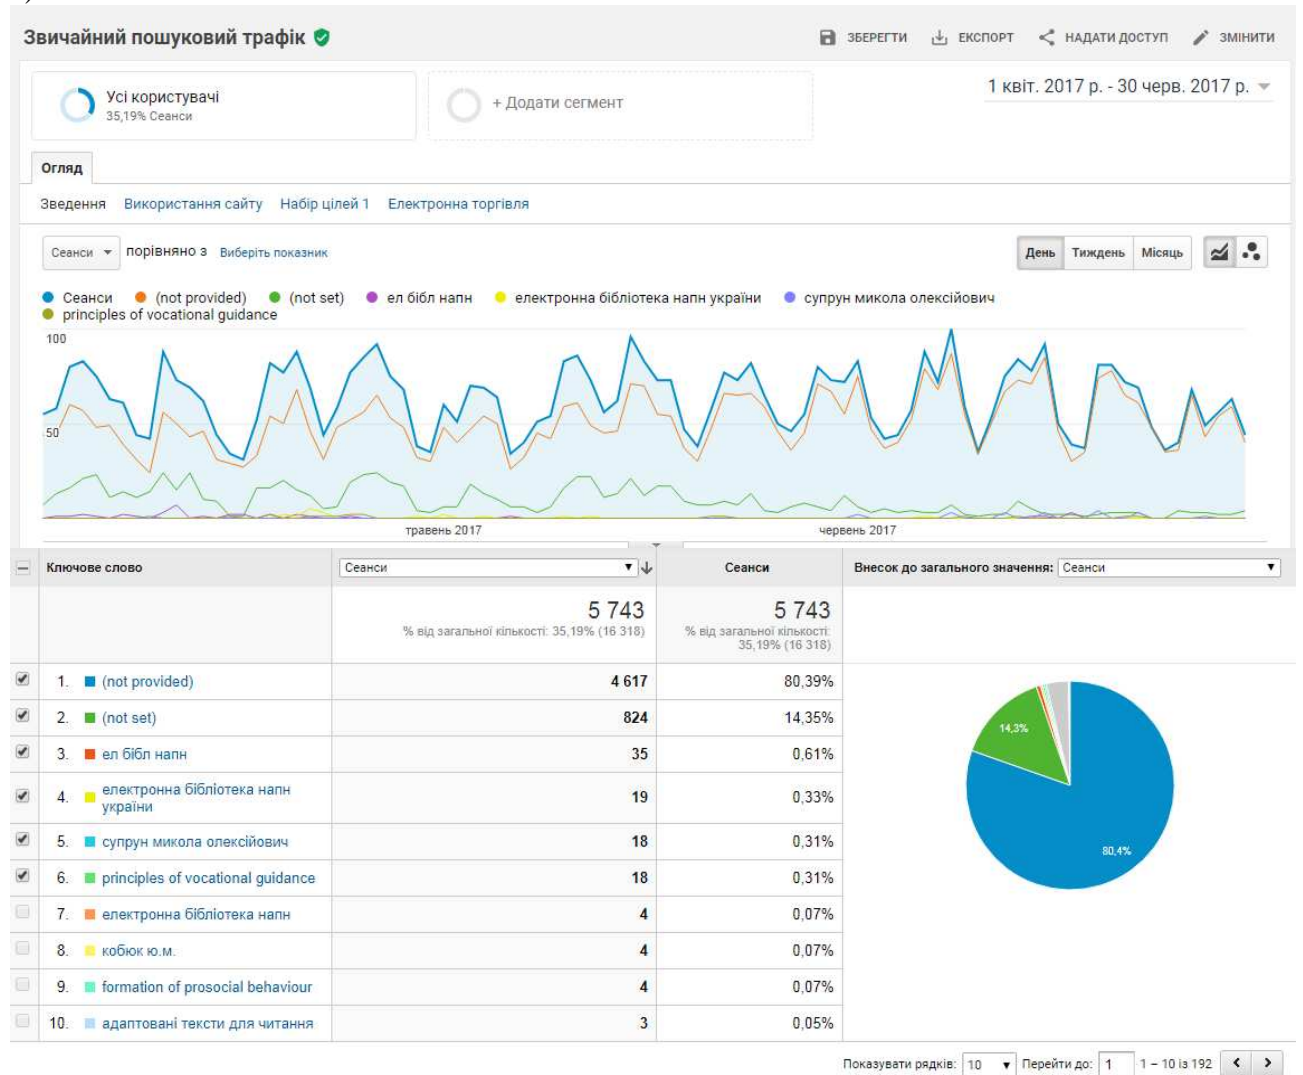 )
Звичайний пошуковий трафік
ЗБЕРЕГТИ ЕКСПОРТ НАДАТИ ДОСТУП ЗМІНИТИ
Усі користувачі
35,19% Сеанси
+ Додати сегмент
1 квіт. 2017 р. - 30 черв. 2017 р.
Огляд
Зведення Використання сайту Набір цілей 1 Електронна торгівля
Сеанси порівняно з Виберіть показник
День Тиждень Місяць
Сеанси (not provided) (not set) ел бібл напн електронна бібліотека напн україни супрун микола олексійович
principles of vocational guidance
100
50
травень 2017 червень 2017
Ключове слово Сеанси Сеанси Внесок до загального значення: Сеанси
5 743 5 743
% від загальної кількості: 35,19% (16 318) % від загальної кількості:
35,19% (16 318)
1. (not provided) 4 617 80,39%
2. (not set) 824 14,35%
3. ел бібл напн 35 0,61%
4. електронна бібліотека напн
україни 19 0,33%
5. супрун микола олексійович 18 0,31%
6. principles of vocational guidance 18 0,31%
7. електронна бібліотека напн 4 0,07%
8. кобюк ю.м. 4 0,07%
9. formation of prosocial behaviour 4 0,07%
10. адаптовані тексти для читання 3 0,05%
14,3%
80,4%
Показувати рядків: 10 Перейти до: 1 1 – 10 із 192